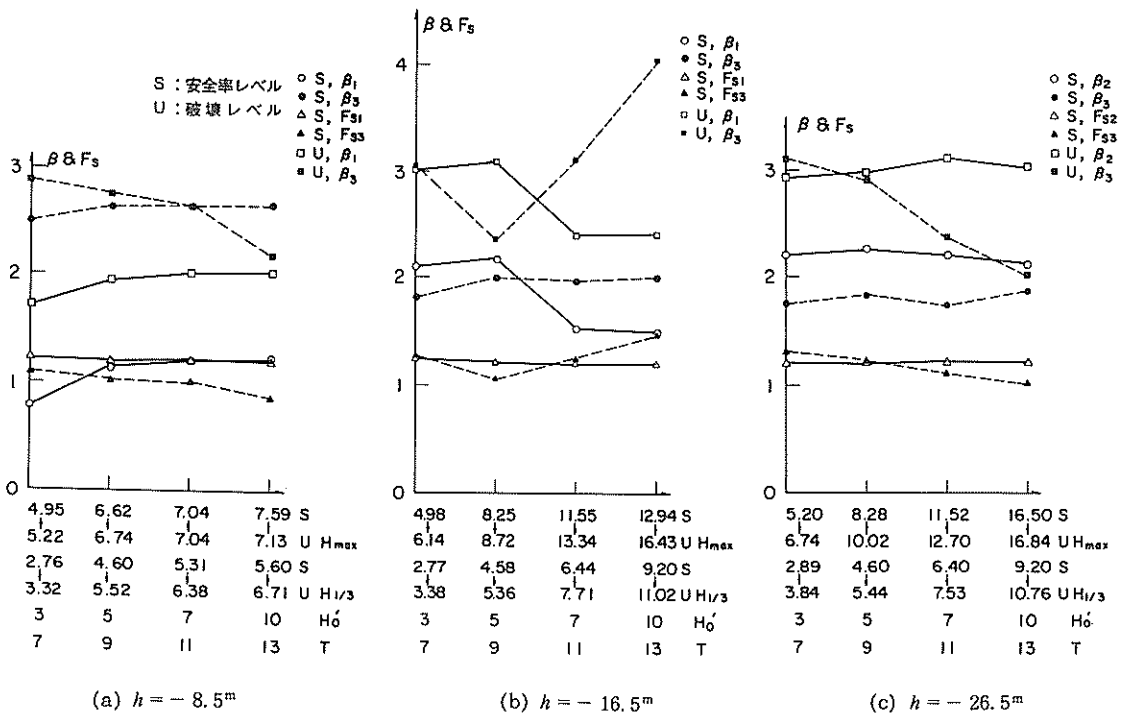 S : 安全率レベル
U : 破壊レベル
β & Fs
S, β1
S, β3
S, Fs1
S, Fs3
U, β1
U, β3
3
2
1
0
4.95 6.62 7.04 7.59 S
5.22 6.74 7.04 7.13 U Hmax
2.76 4.60 5.31 5.60 S
3.32 5.52 6.38 6.71 U H1/3
3 5 7 10 H0′
7 9 11 13 T
(a) h = − 8.5m
β & Fs
S, β1
S, β3
S, Fs1
S, Fs3
U, β1
U, β3
4
3
2
1
0
4.98 8.25 11.55 12.94 S
6.14 8.72 13.34 16.43 U Hmax
2.77 4.58 6.44 9.20 S
3.38 5.36 7.71 11.02 U H1/3
3 5 7 10 H0′
7 9 11 13 T
(b) h = − 16.5m
β & Fs
S, β2
S, β3
S, Fs2
S, Fs3
U, β2
U, β3
3
2
1
0
5.20 8.28 11.52 16.50 S
6.74 10.02 12.70 16.84 U Hmax
2.89 4.60 6.40 9.20 S
3.84 5.44 7.53 10.76 U H1/3
3 5 7 10 H0′
7 9 11 13 T
(c) h = − 26.5m